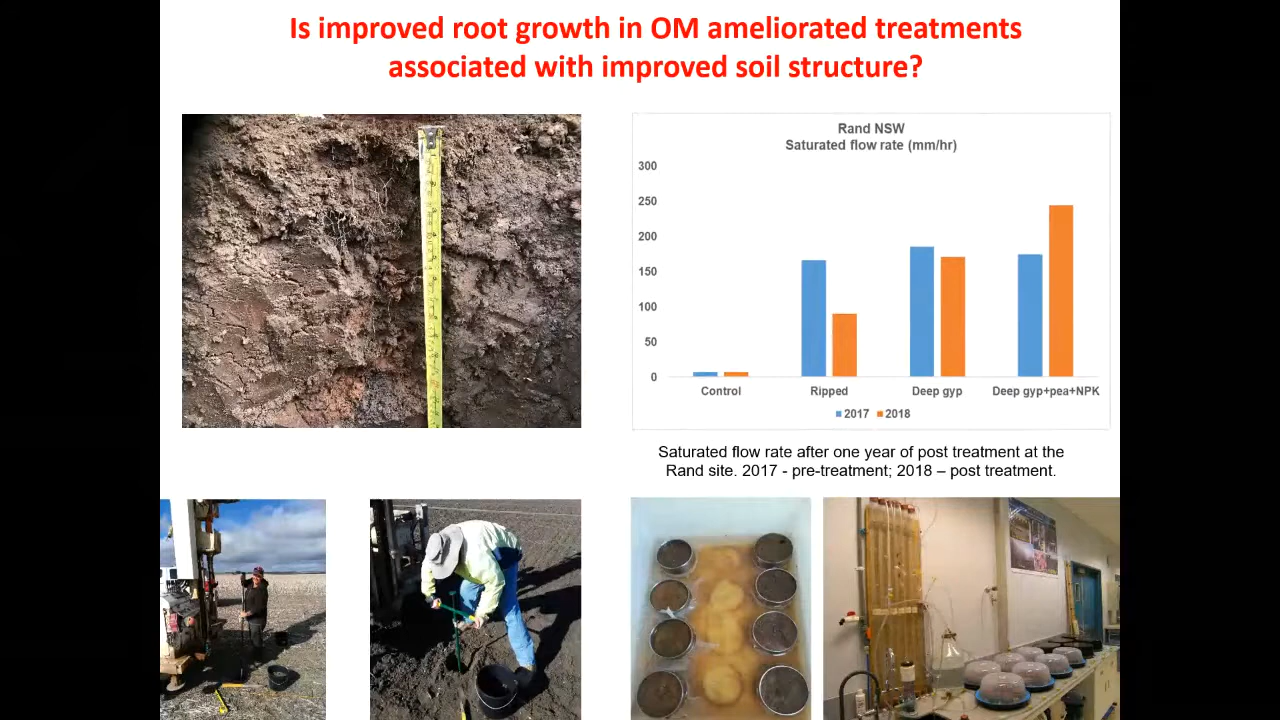 Is improved root growth in OM ameliorated treatments
associated with improved soil structure?
Rand NSW
Saturated flow rate (mm/hr)
300
250
200
150
100
50
0
Control Ripped Deep gyp Deep gyp+pea+NPK
2017 2018
Saturated flow rate after one year of post treatment at the
Rand site. 2017 - pre-treatment; 2018 – post treatment.